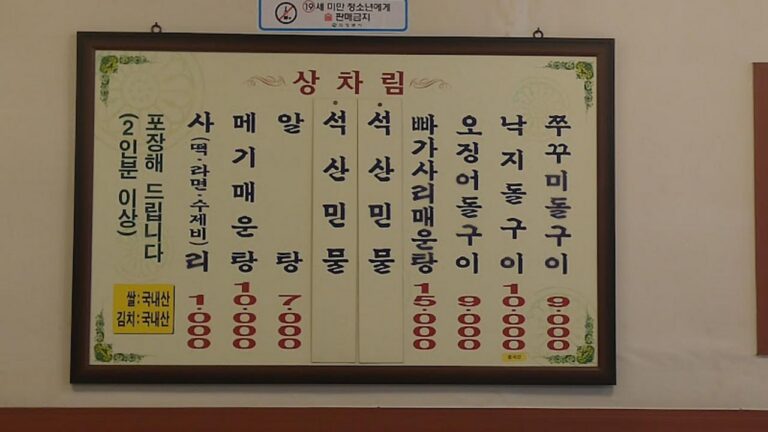 19세 미만 청소년에게
술 판매금지
상차림
쭈꾸미돌구이 9.000
낙지돌구이 10.000
오징어돌구이 9.000
빠가사리매운탕 15.000
석산민물
석산민물
알탕 7.000
메기매운탕 10.000
사(떡·라면·수제비)리 1.000
포장해 드립니다
(2인분 이상)
쌀:국내산
김치:국내산